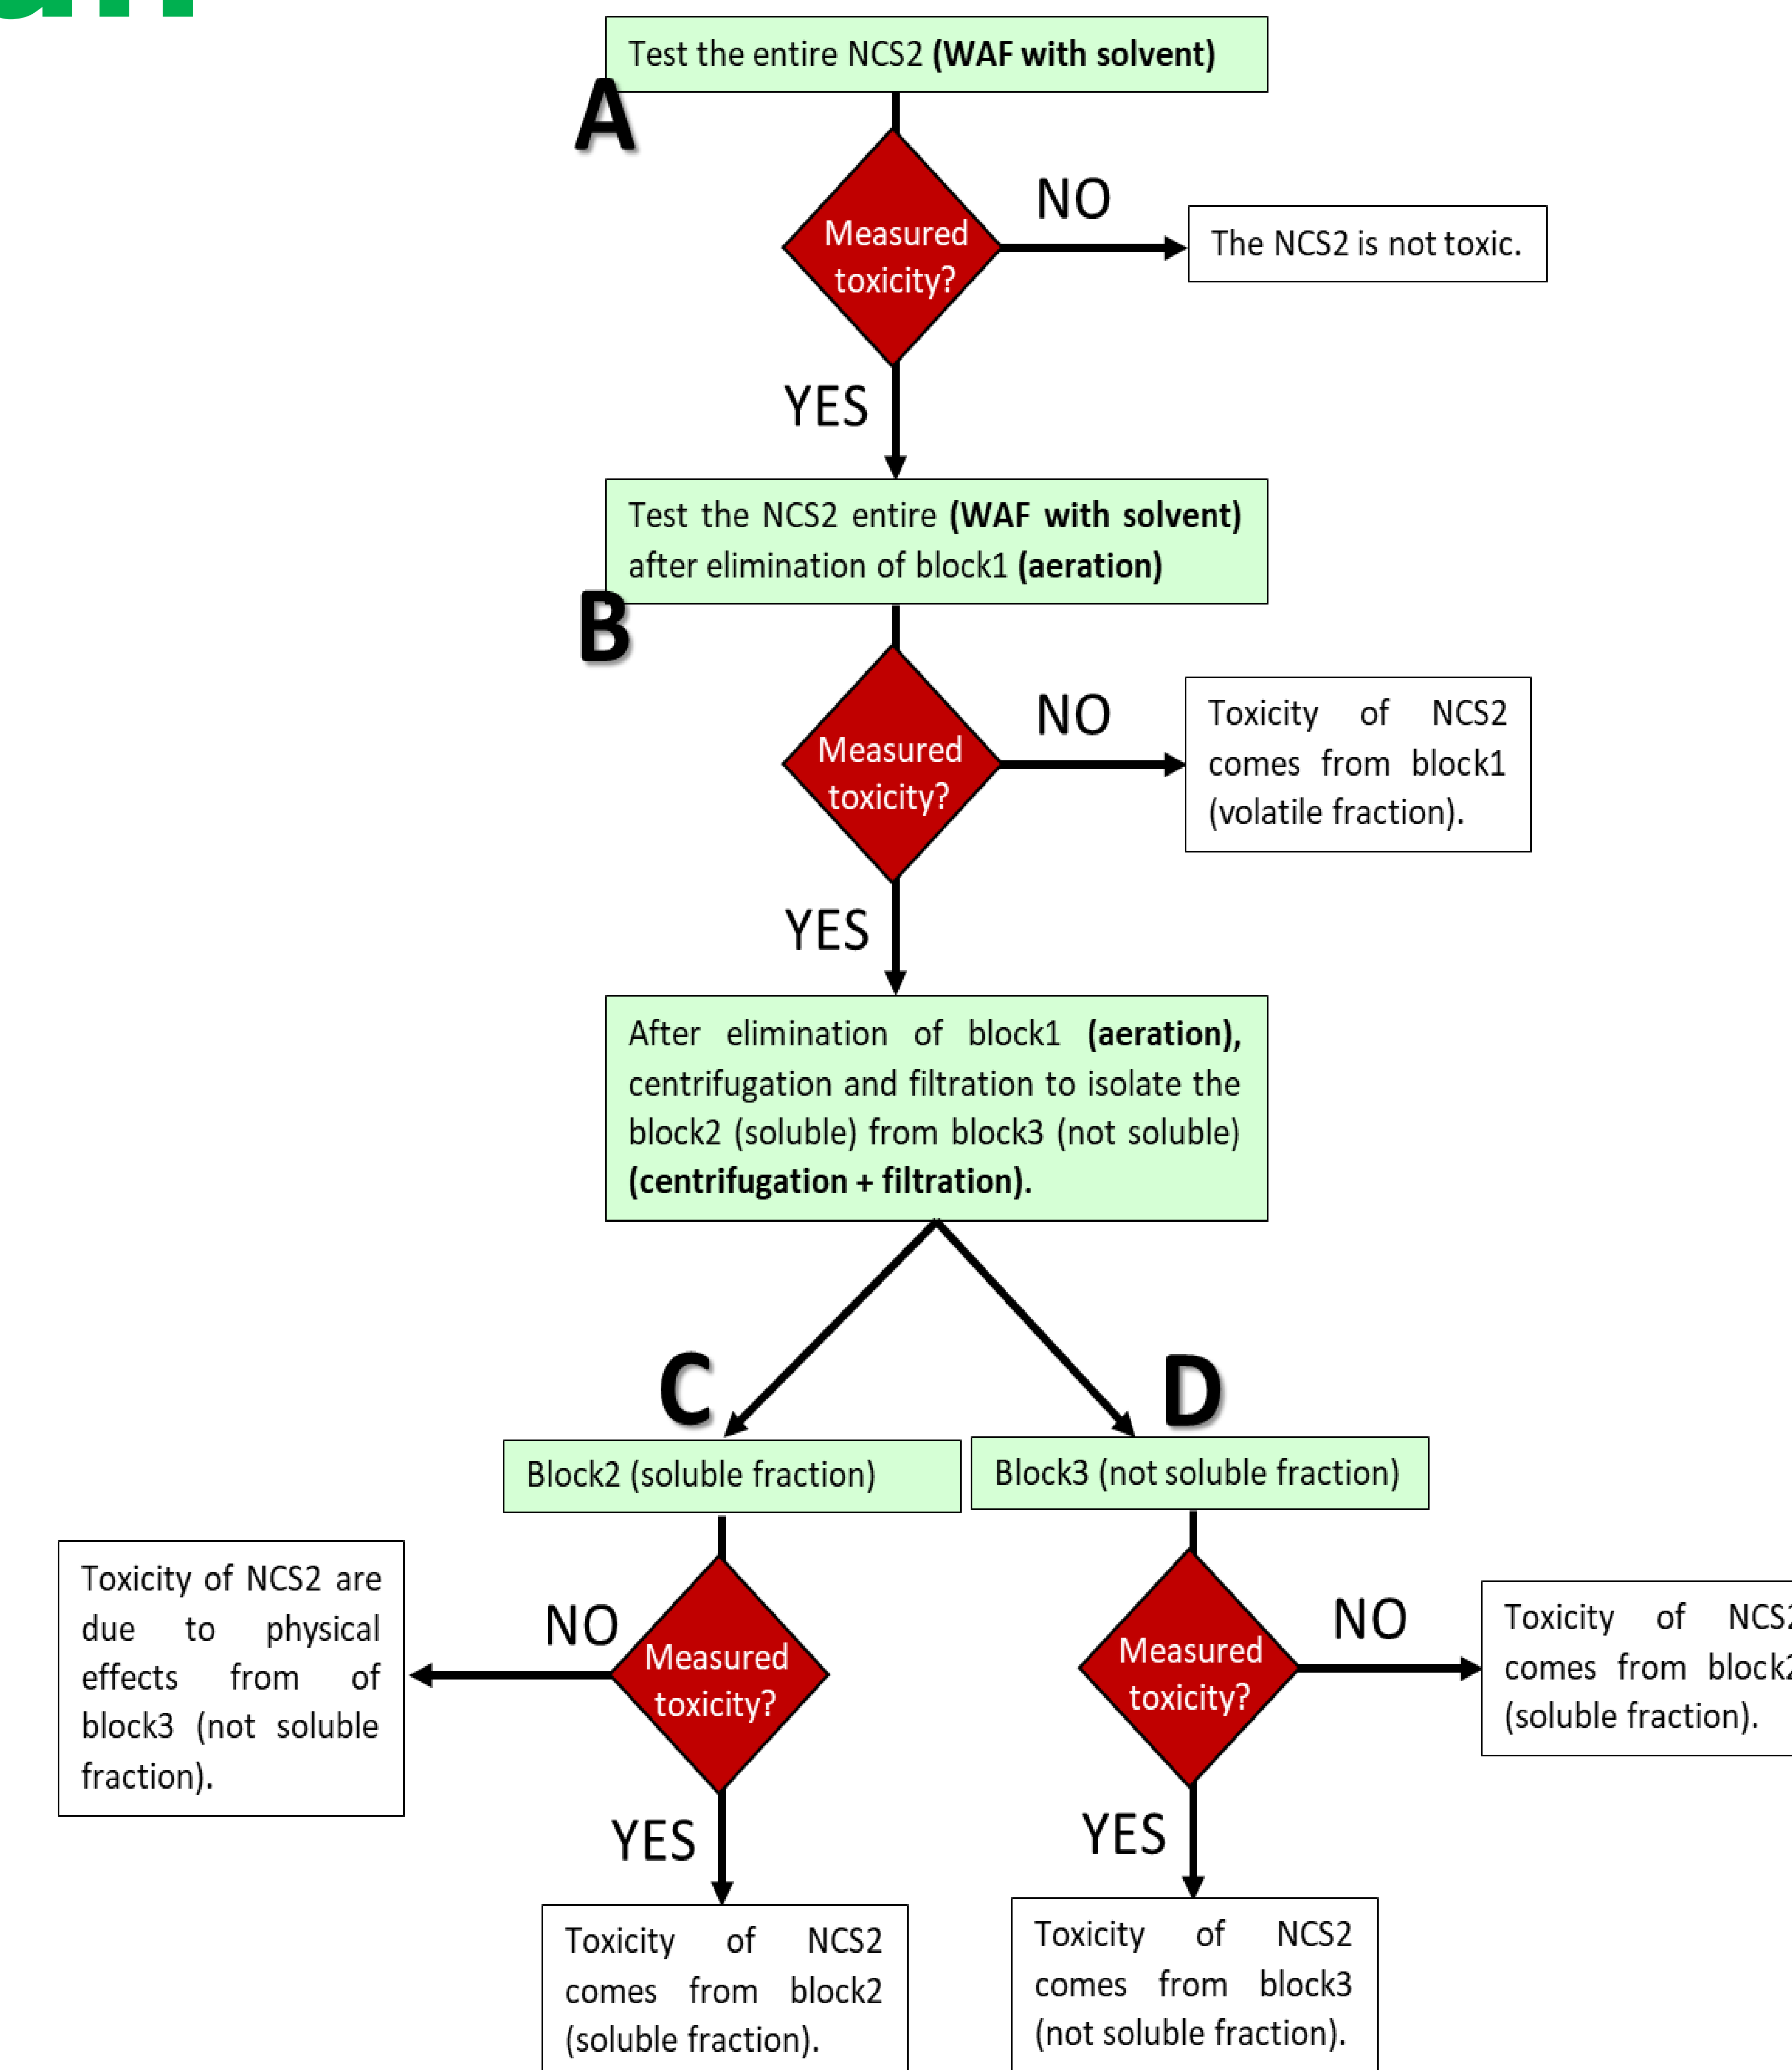 Test the entire NCS2 (WAF with solvent)
A
Measured
toxicity?
NO
The NCS2 is not toxic.
YES
Test the NCS2 entire (WAF with solvent)
after elimination of block1 (aeration)
B
Measured
toxicity?
NO
Toxicity of NCS2
comes from block1
(volatile fraction).
YES
After elimination of block1 (aeration),
centrifugation and filtration to isolate the
block2 (soluble) from block3 (not soluble)
(centrifugation + filtration).
C
D
Block2 (soluble fraction)
Block3 (not soluble fraction)
Toxicity of NCS2 are
due to physical
effects from of
block3 (not soluble
fraction).
NO
Measured
toxicity?
YES
Toxicity of NCS2
comes from block2
(soluble fraction).
Measured
toxicity?
NO
Toxicity of NCS2
comes from block2
(soluble fraction).
YES
Toxicity of NCS2
comes from block3
(not soluble fraction).